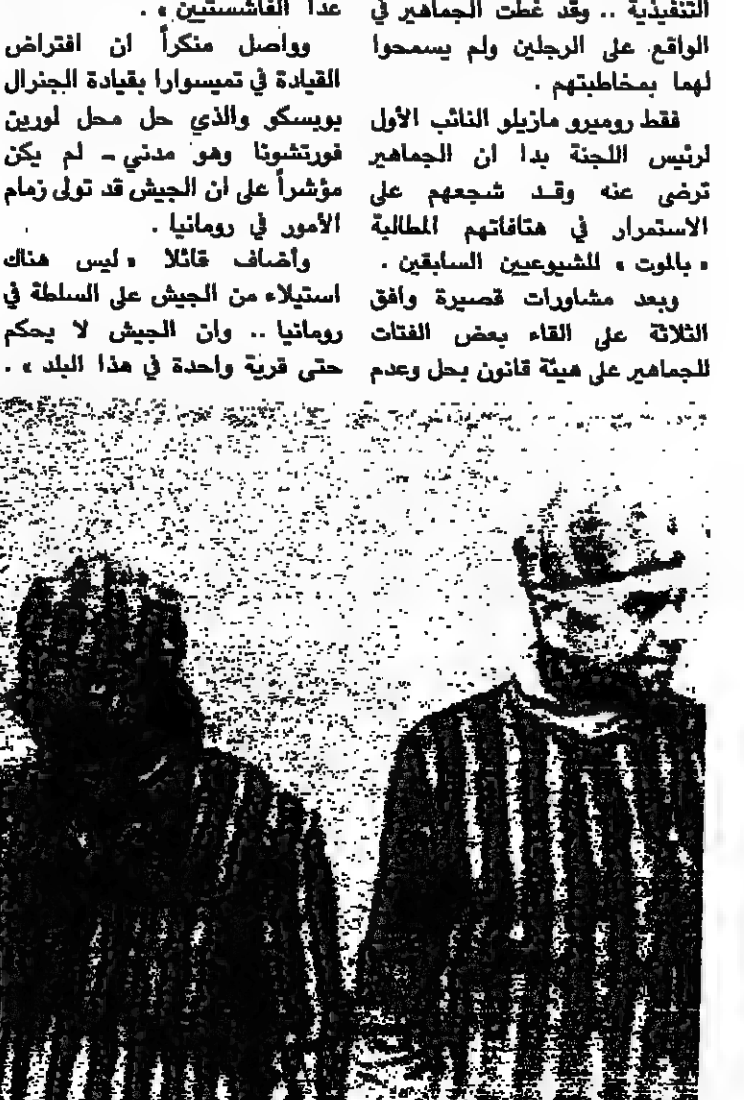 التنفيذية .. وقد غطت الجماهير في
الواقع على الرجلين ولم يسمحوا
لهما بمخاطبتهم .
فقط روميرو مازيلو النائب الأول
لرئيس اللجنة بدا ان الجماهير
ترضى عنه وقد شجعهم على
الاستمرار في هتافاتهم المطالبة
« بالموت » للشيوعيين السابقين .
وبعد مشاورات قصيرة وافق
الثلاثة على القاء بعض الفتات
للجماهير على هيئة قانون بحل وعدم
عدا الفاشستيين » .
وواصل منكراً ان افتراض
القيادة في تميسوارا بقيادة الجنرال
بوبسكو والذي حل محل لورين
فورتشونا وهو مدني - لم يكن
مؤشراً على ان الجيش قد تولى زمام
الأمور في رومانيا .
وأضاف قائلا « ليس هناك
استيلاء من الجيش على السلطة في
رومانيا .. وان الجيش لا يحكم
حتى قرية واحدة في هذا البلد » .